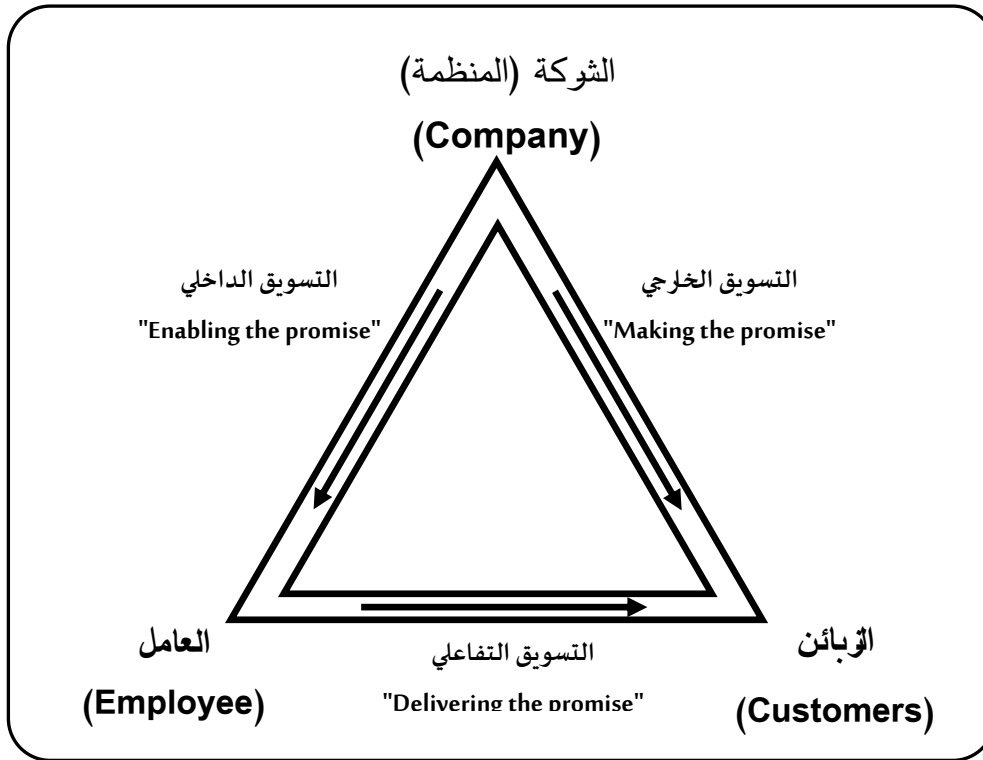 الشركة (المنظمة)
(Company)
التسويق الداخلي
"Enabling the promise"
التسويق الخارجي
"Making the promise"
العامل
(Employee)
التسويق التفاعلي
"Delivering the promise"
الزبائن
(Customers)